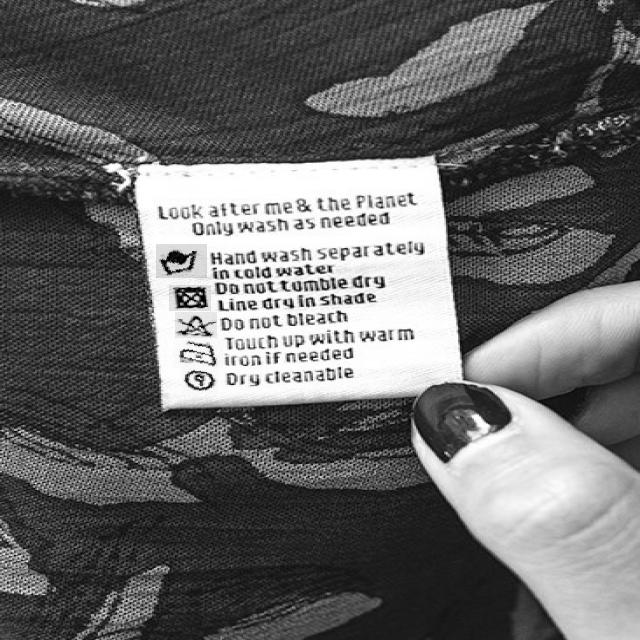 Look after me & the Planet
Only wash as needed
Hand wash separately
in cold water
Do not tumble dry
Line dry in shade
Do not bleach
Touch up with warm
iron if needed
Dry cleanable